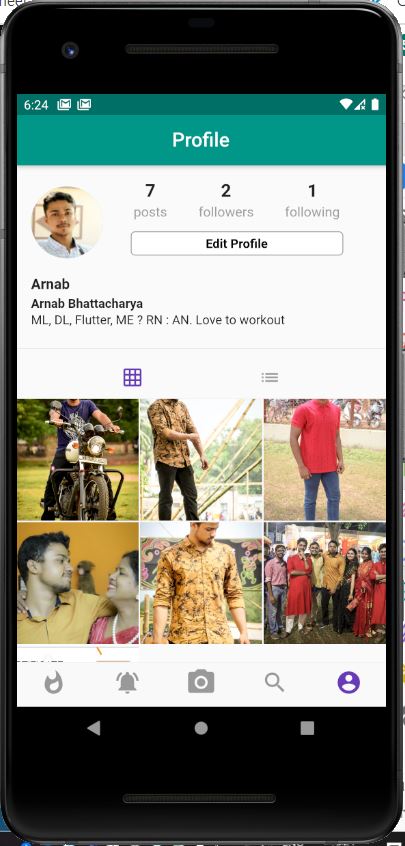 6:24
Profile
7 2 1
posts followers following
Edit Profile
Arnab
Arnab Bhattacharya
ML, DL, Flutter, ME ? RN : AN. Love to workout